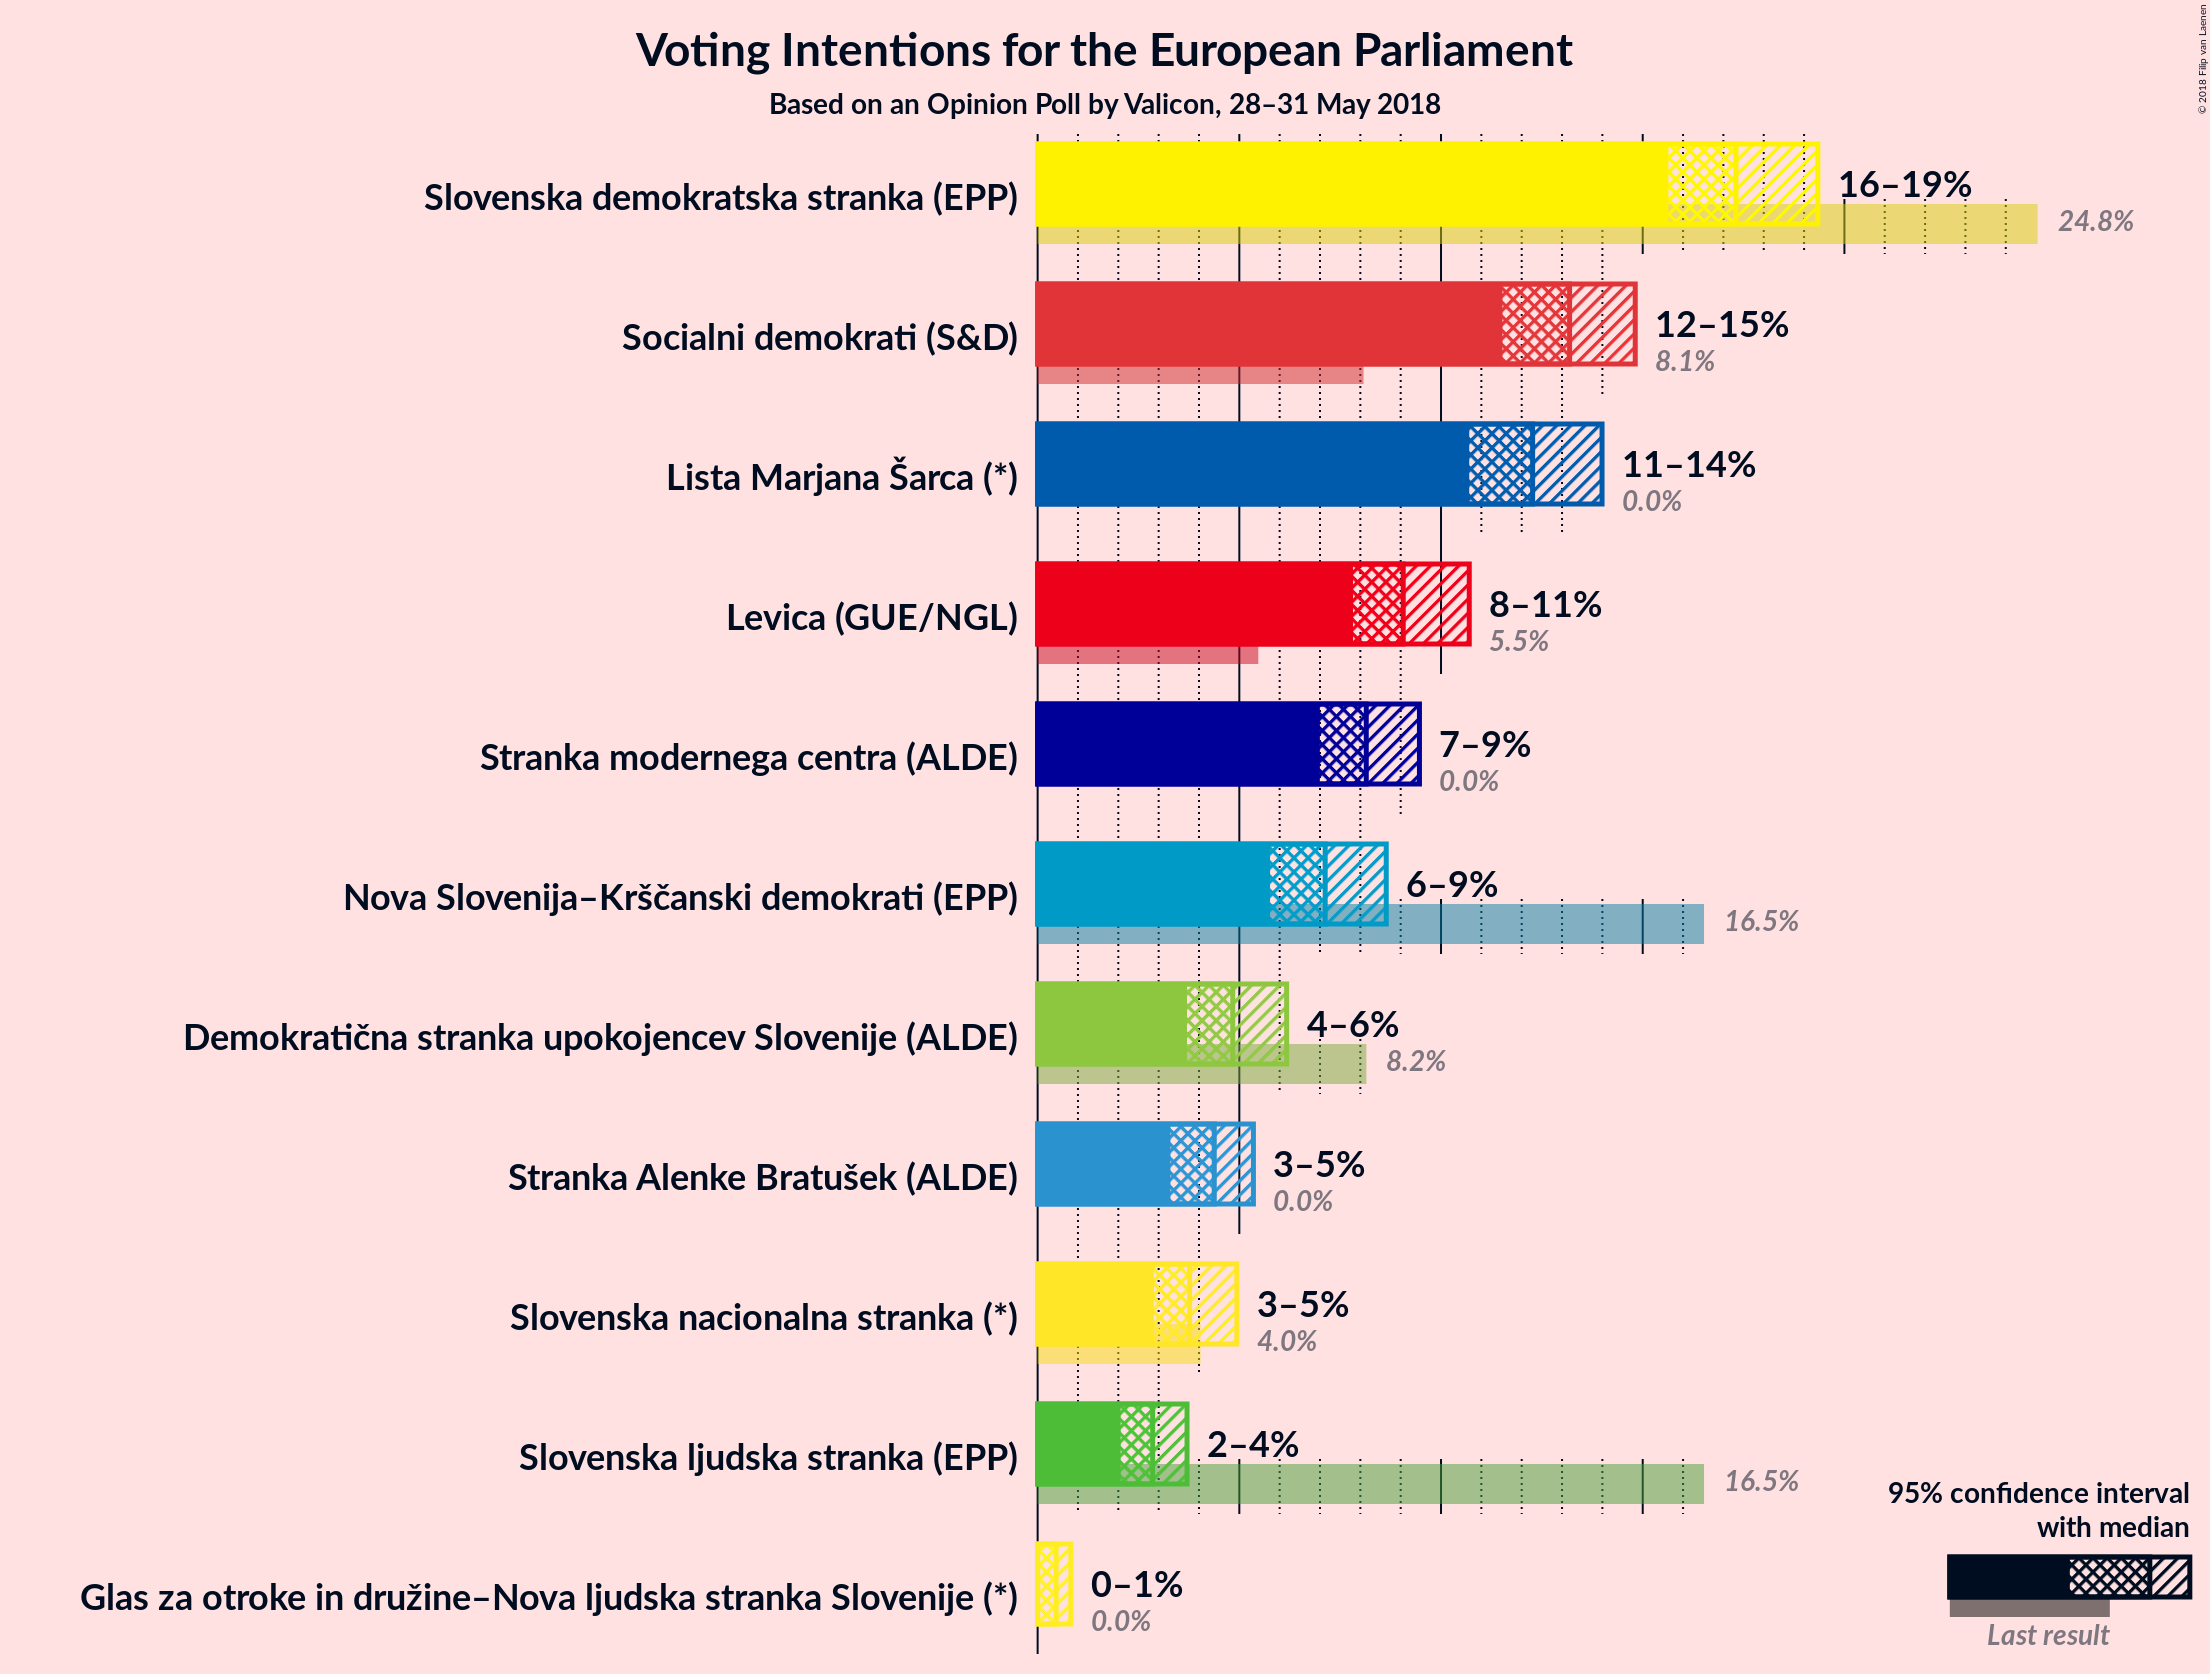 © 2018 Filip van Laenen
Voting Intentions for the European Parliament
Based on an Opinion Poll by Valicon, 28–31 May 2018
Slovenska demokratska stranka (EPP)
16–19%
24.8%
Socialni demokrati (S&D)
12–15%
8.1%
Lista Marjana Šarca (*)
11–14%
0.0%
Levica (GUE/NGL)
8–11%
5.5%
Stranka modernega centra (ALDE)
7–9%
0.0%
Nova Slovenija–Krščanski demokrati (EPP)
6–9%
16.5%
Demokratična stranka upokojencev Slovenije (ALDE)
4–6%
8.2%
Stranka Alenke Bratušek (ALDE)
3–5%
0.0%
Slovenska nacionalna stranka (*)
3–5%
4.0%
Slovenska ljudska stranka (EPP)
2–4%
16.5%
Glas za otroke in družine–Nova ljudska stranka Slovenije (*)
0–1%
0.0%
95% confidence interval
with median
Last result